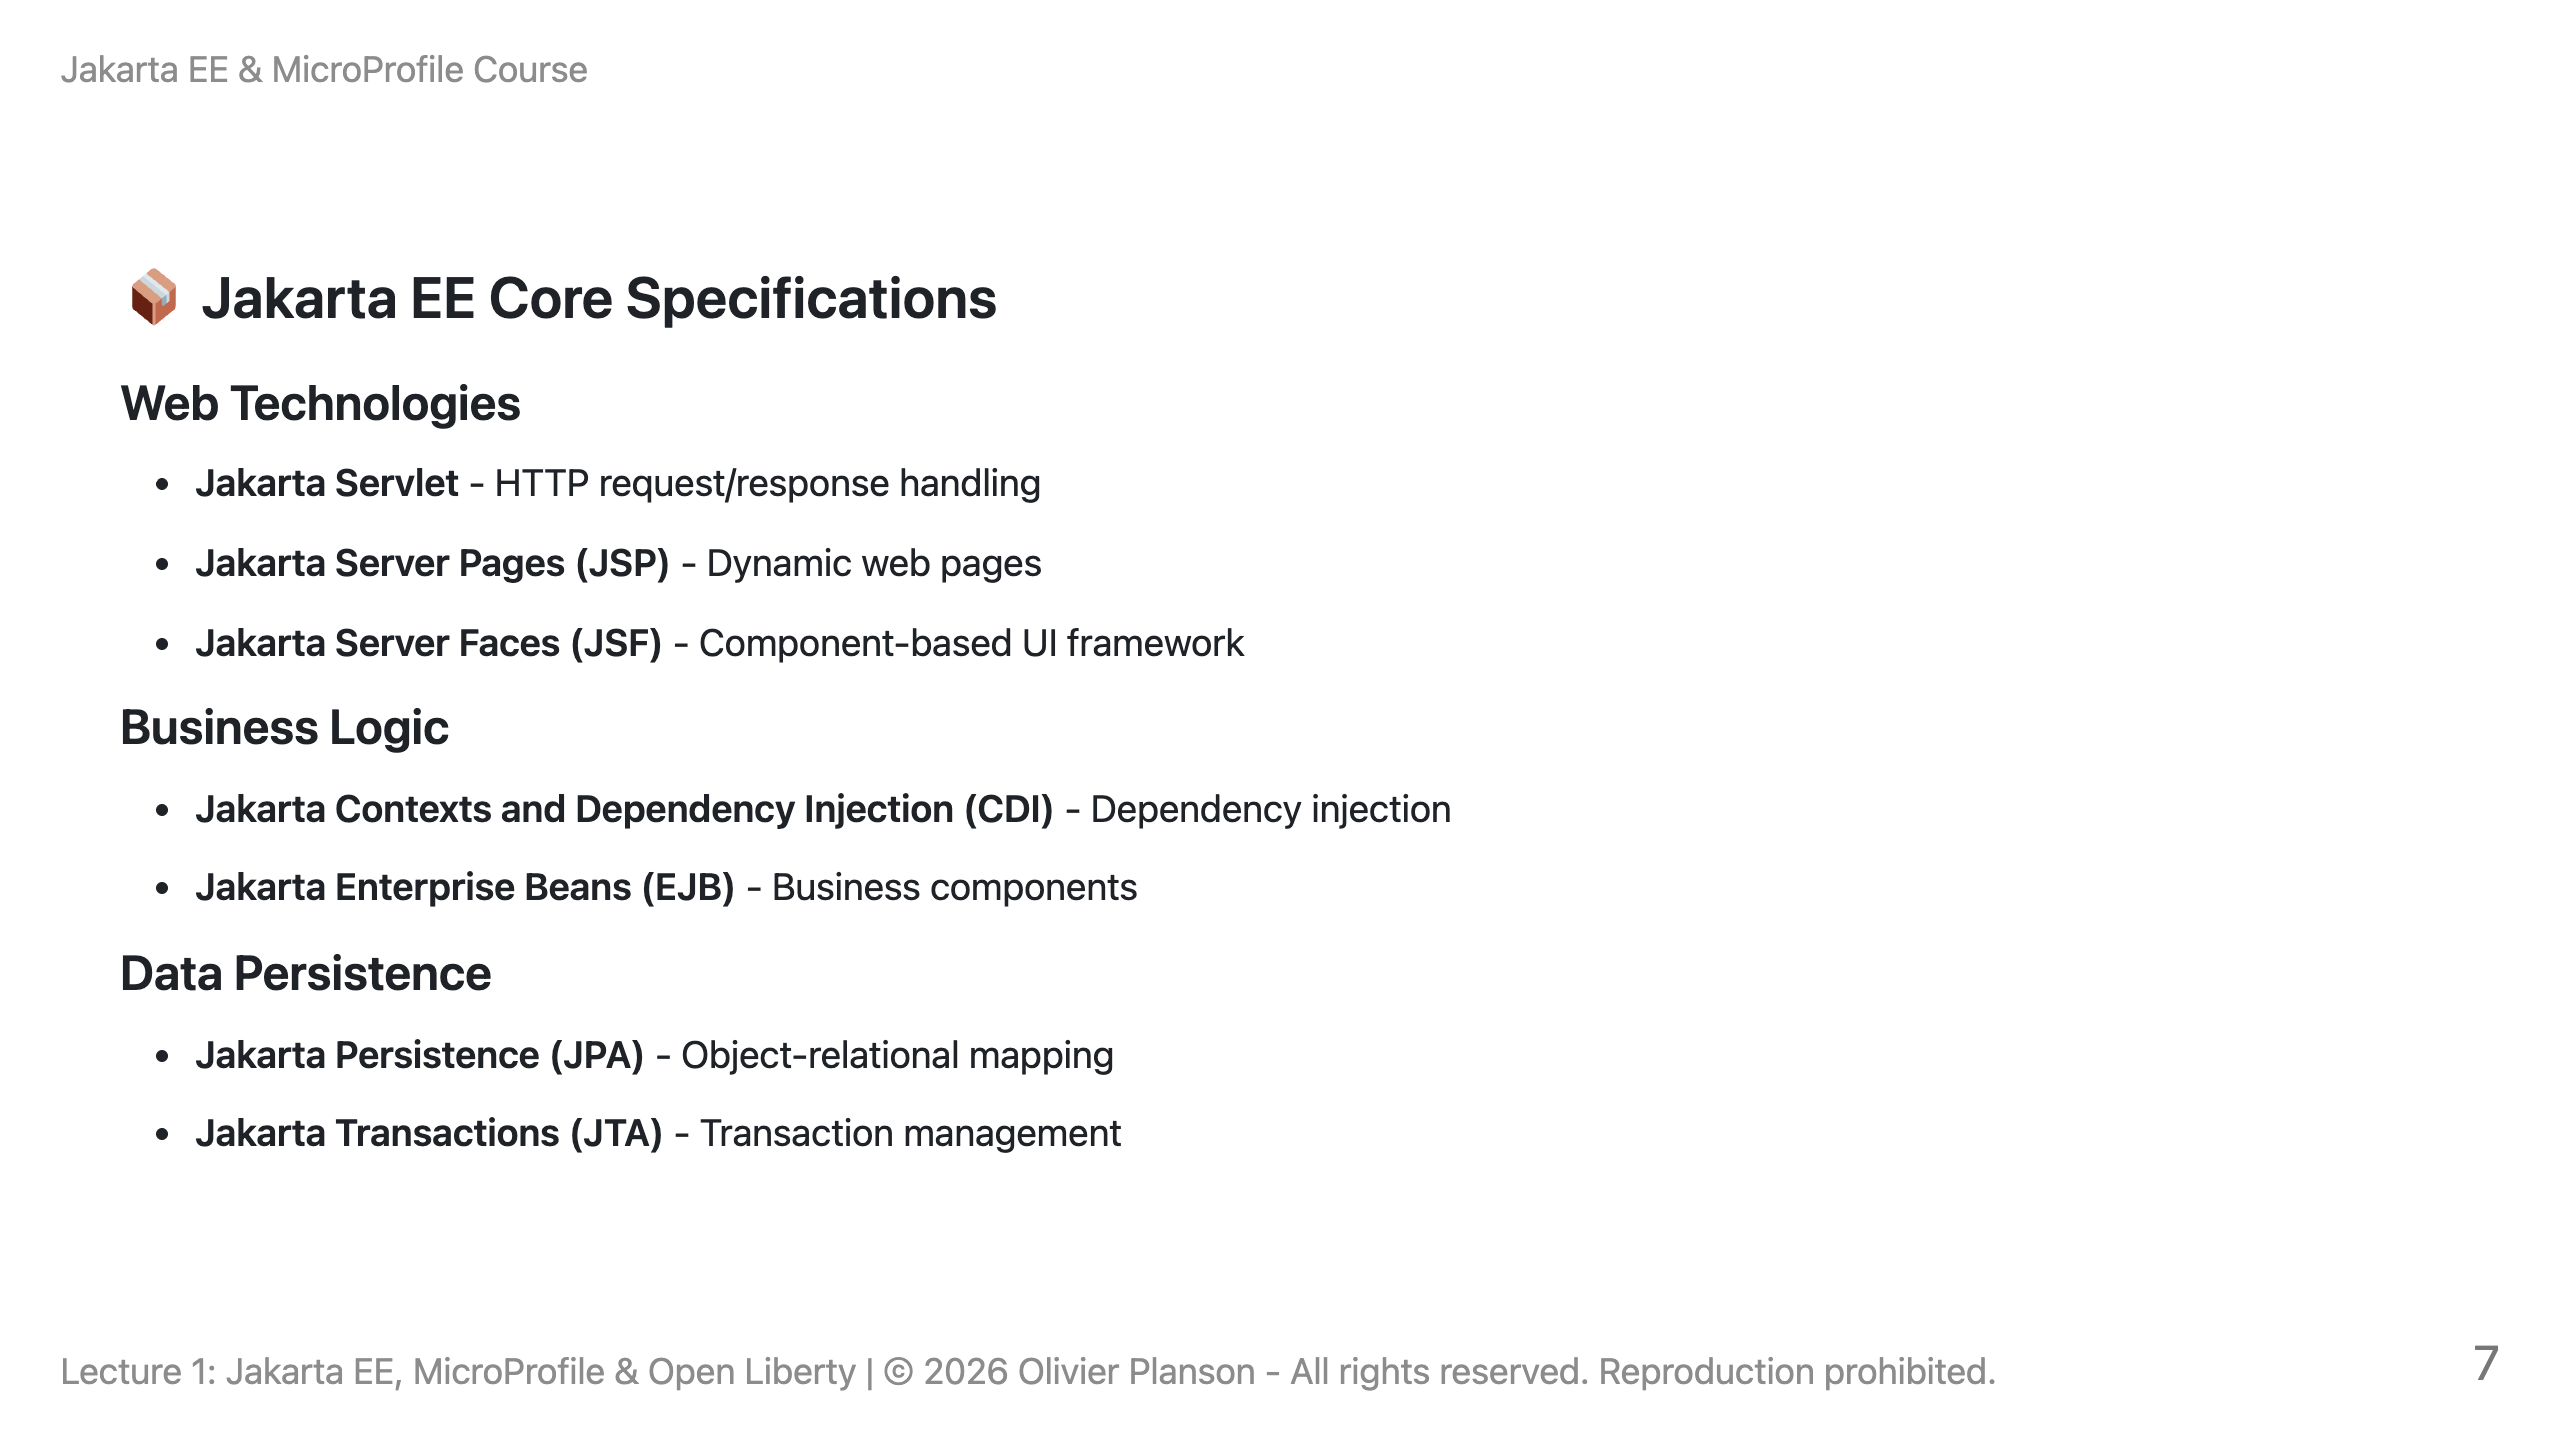 Jakarta EE & MicroProfile Course
📦 Jakarta EE Core Specifications
Web Technologies
• Jakarta Servlet - HTTP request/response handling
• Jakarta Server Pages (JSP) - Dynamic web pages
• Jakarta Server Faces (JSF) - Component-based UI framework
Business Logic
• Jakarta Contexts and Dependency Injection (CDI) - Dependency injection
• Jakarta Enterprise Beans (EJB) - Business components
Data Persistence
• Jakarta Persistence (JPA) - Object-relational mapping
• Jakarta Transactions (JTA) - Transaction management
Lecture 1: Jakarta EE, MicroProfile & Open Liberty | © 2026 Olivier Planson - All rights reserved. Reproduction prohibited.
7